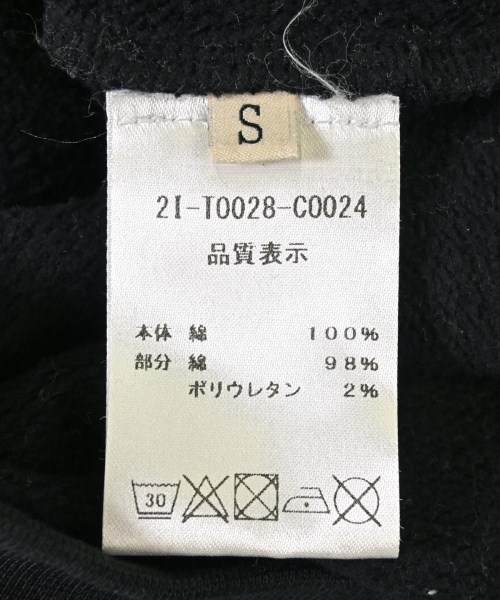 S
2I-T0028-C0024
品質表示
本体 綿 100%
部分 綿 98%
ポリウレタン 2%
30